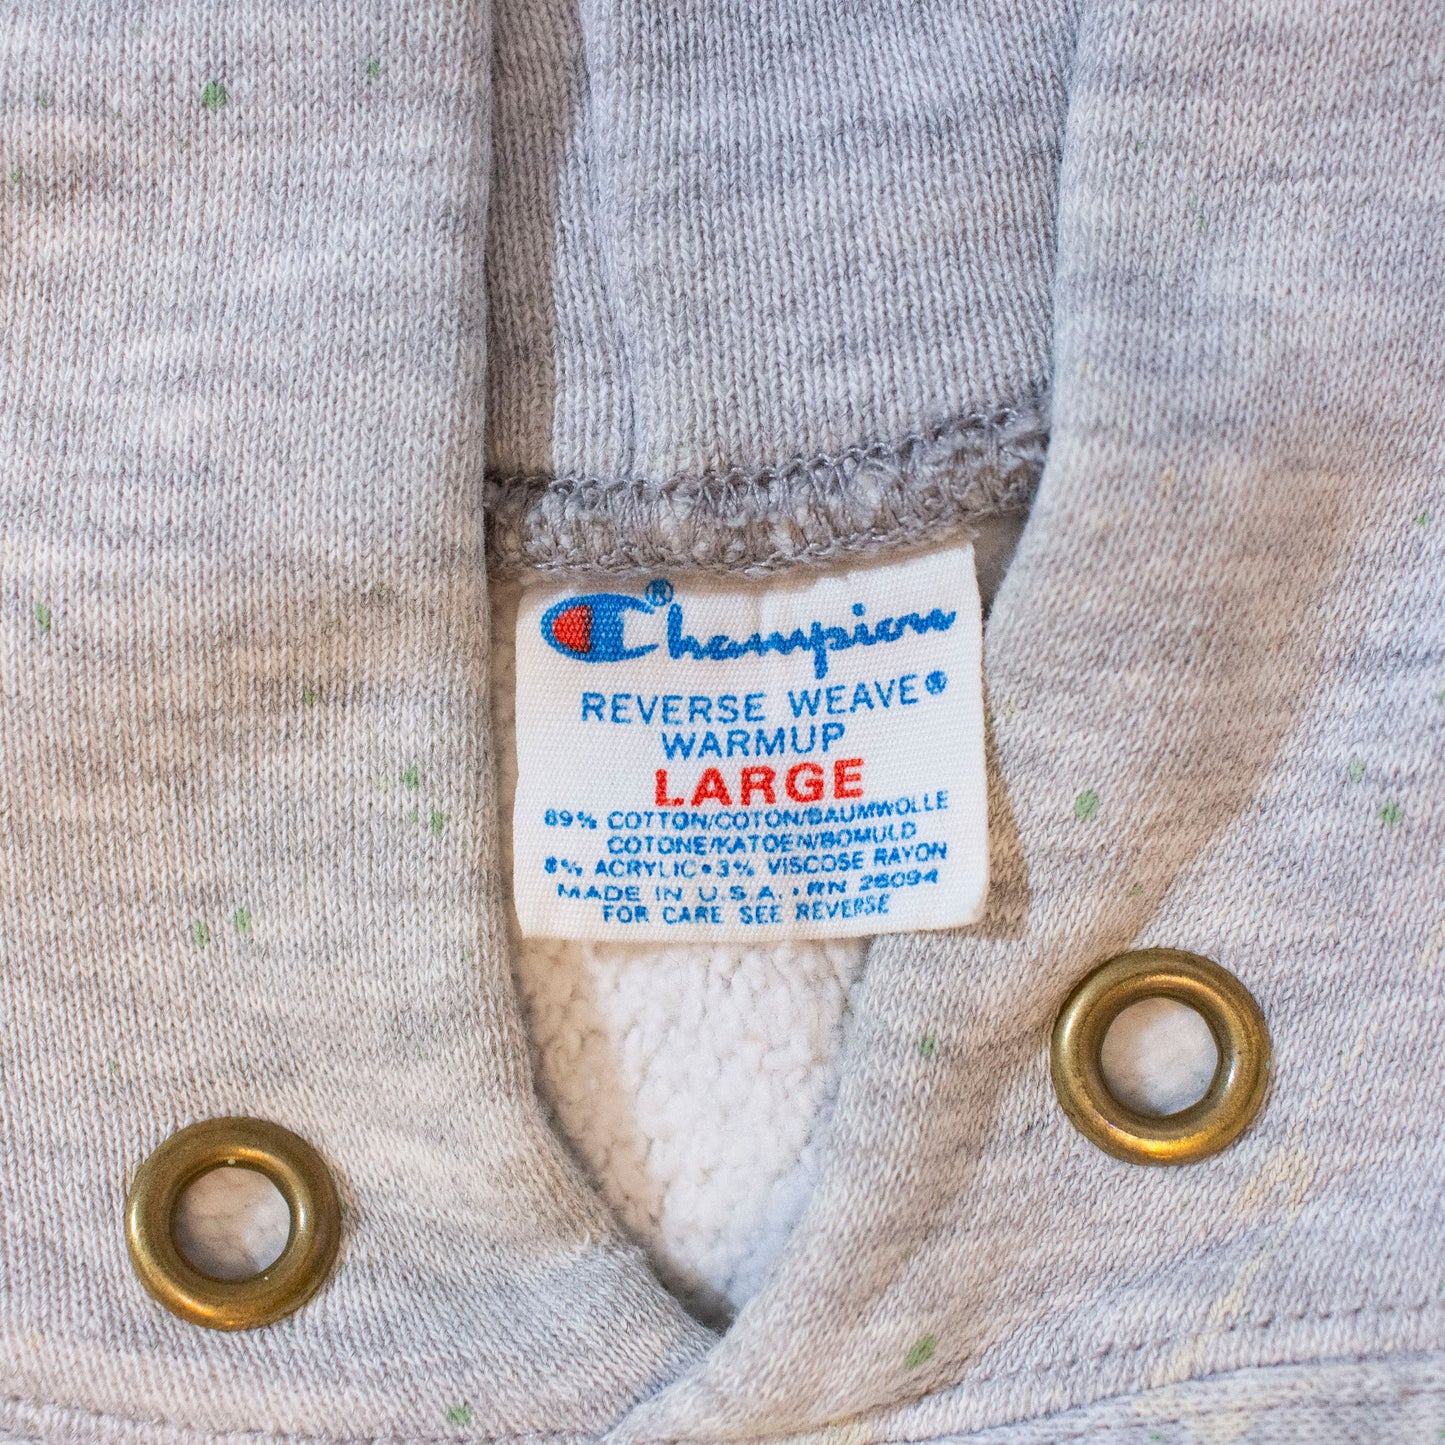 Champion®
REVERSE WEAVE®
WARMUP
LARGE
89% COTTON/COTON/BAUMWOLLE
COTONE/KATOEN/BOMULD
8% ACRYLIC•3% VISCOSE RAYON
MADE IN U.S.A. • RN 26094
FOR CARE SEE REVERSE